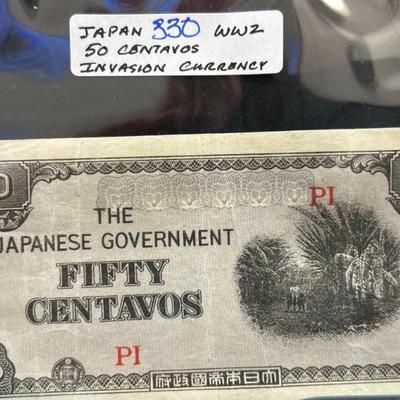 JAPAN 330 WW2
50 CENTAVOS
INVASION CURRENCY
PI
THE
JAPANESE GOVERNMENT
FIFTY
CENTAVOS
PI
大日本帝國政府